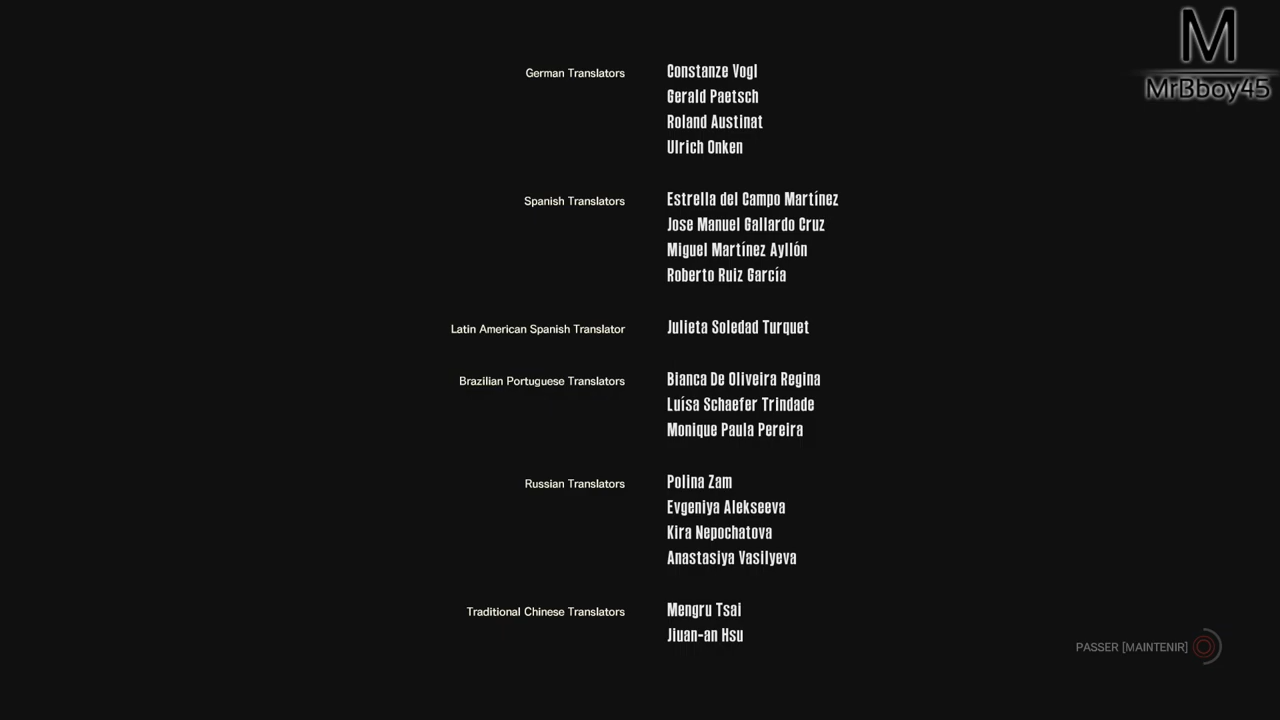 M
MrBboy45
German Translators Constanze Vogl
Gerald Paetsch
Roland Austinat
Ulrich Onken
Spanish Translators Estrella del Campo Martínez
Jose Manuel Gallardo Cruz
Miguel Martínez Ayllón
Roberto Ruiz García
Latin American Spanish Translator Julieta Soledad Turquet
Brazilian Portuguese Translators Bianca De Oliveira Regina
Luísa Schaefer Trindade
Monique Paula Pereira
Russian Translators Polina Zam
Evgeniya Alekseeva
Kira Nepochatova
Anastasiya Vasilyeva
Traditional Chinese Translators Mengru Tsai
Jiuan-an Hsu
PASSER [MAINTENIR]